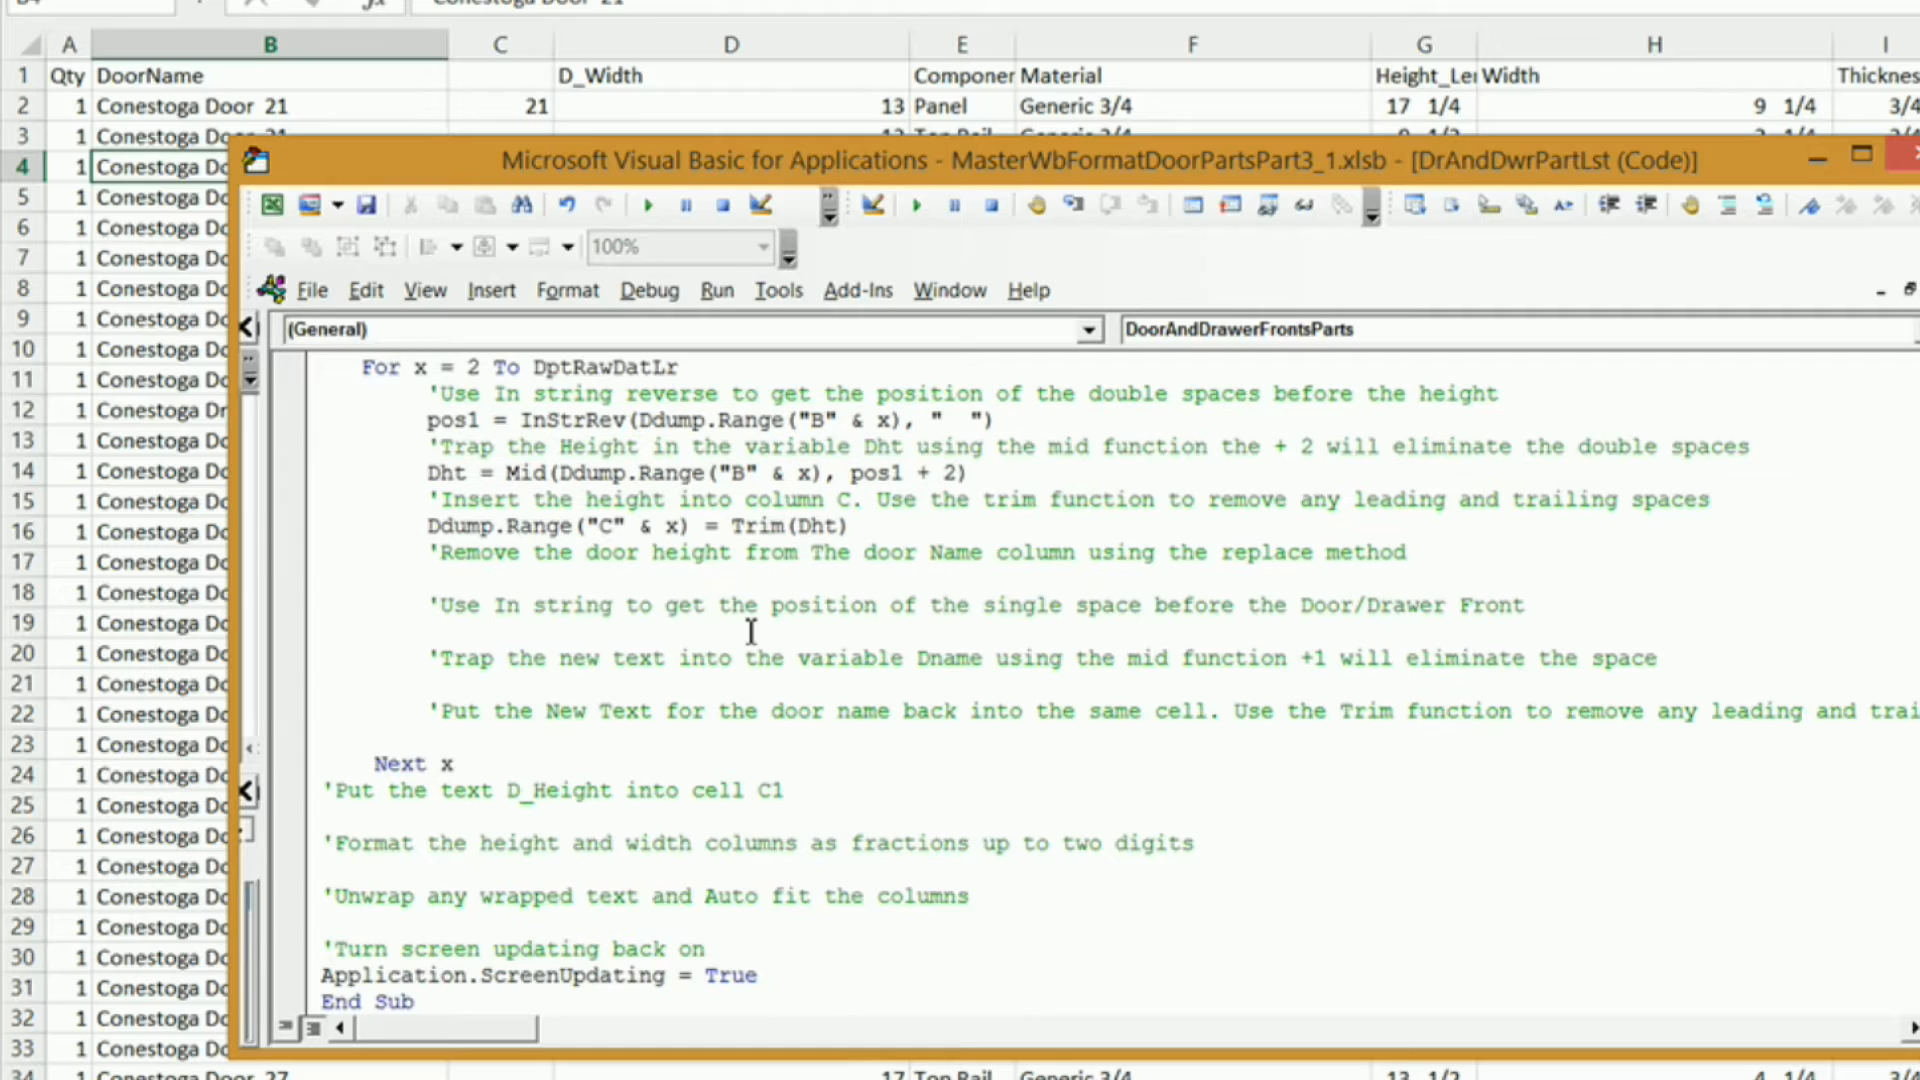 Conestoga Door 21
A B C D E F G H I
1 Qty DoorName D_Width Componer Material Height_Ler Width Thicknes
2 1 Conestoga Door 21 21 13 Panel Generic 3/4 17 1/4 9 1/4 3/4
3 1 Conestoga
4 1 Conestoga Do
5 1 Conestoga Do
6 1 Conestoga Do
7 1 Conestoga Do
8 1 Conestoga Do
9 1 Conestoga Do
10 1 Conestoga Do
11 1 Conestoga Do
12 1 Conestoga Dr
13 1 Conestoga Do
14 1 Conestoga Do
15 1 Conestoga Do
16 1 Conestoga Do
17 1 Conestoga Do
18 1 Conestoga Do
19 1 Conestoga Do
20 1 Conestoga Do
21 1 Conestoga Do
22 1 Conestoga Do
23 1 Conestoga Do
24 1 Conestoga Do
25 1 Conestoga Do
26 1 Conestoga Do
27 1 Conestoga Do
28 1 Conestoga Do
29 1 Conestoga Do
30 1 Conestoga Do
31 1 Conestoga Do
32 1 Conestoga Do
33 1 Conestoga Do
34 1 Conestoga Door 27 17 Top Rail Generic 3/4 13 1/2 4 1/4 3/4
Microsoft Visual Basic for Applications - MasterWbFormatDoorPartsPart3_1.xlsb - [DrAndDwrPartLst (Code)]
100%
File Edit View Insert Format Debug Run Tools Add-Ins Window Help
(General) DoorAndDrawerFrontsParts
For x = 2 To DptRawDatLr
'Use In string reverse to get the position of the double spaces before the height
pos1 = InStrRev(Ddump.Range("B" & x), "  ")
'Trap the Height in the variable Dht using the mid function the + 2 will eliminate the double spaces
Dht = Mid(Ddump.Range("B" & x), pos1 + 2)
'Insert the height into column C. Use the trim function to remove any leading and trailing spaces
Ddump.Range("C" & x) = Trim(Dht)
'Remove the door height from The door Name column using the replace method
'Use In string to get the position of the single space before the Door/Drawer Front
'Trap the new text into the variable Dname using the mid function +1 will eliminate the space
'Put the New Text for the door name back into the same cell. Use the Trim function to remove any leading and trai
Next x
'Put the text D_Height into cell C1
'Format the height and width columns as fractions up to two digits
'Unwrap any wrapped text and Auto fit the columns
'Turn screen updating back on
Application.ScreenUpdating = True
End Sub